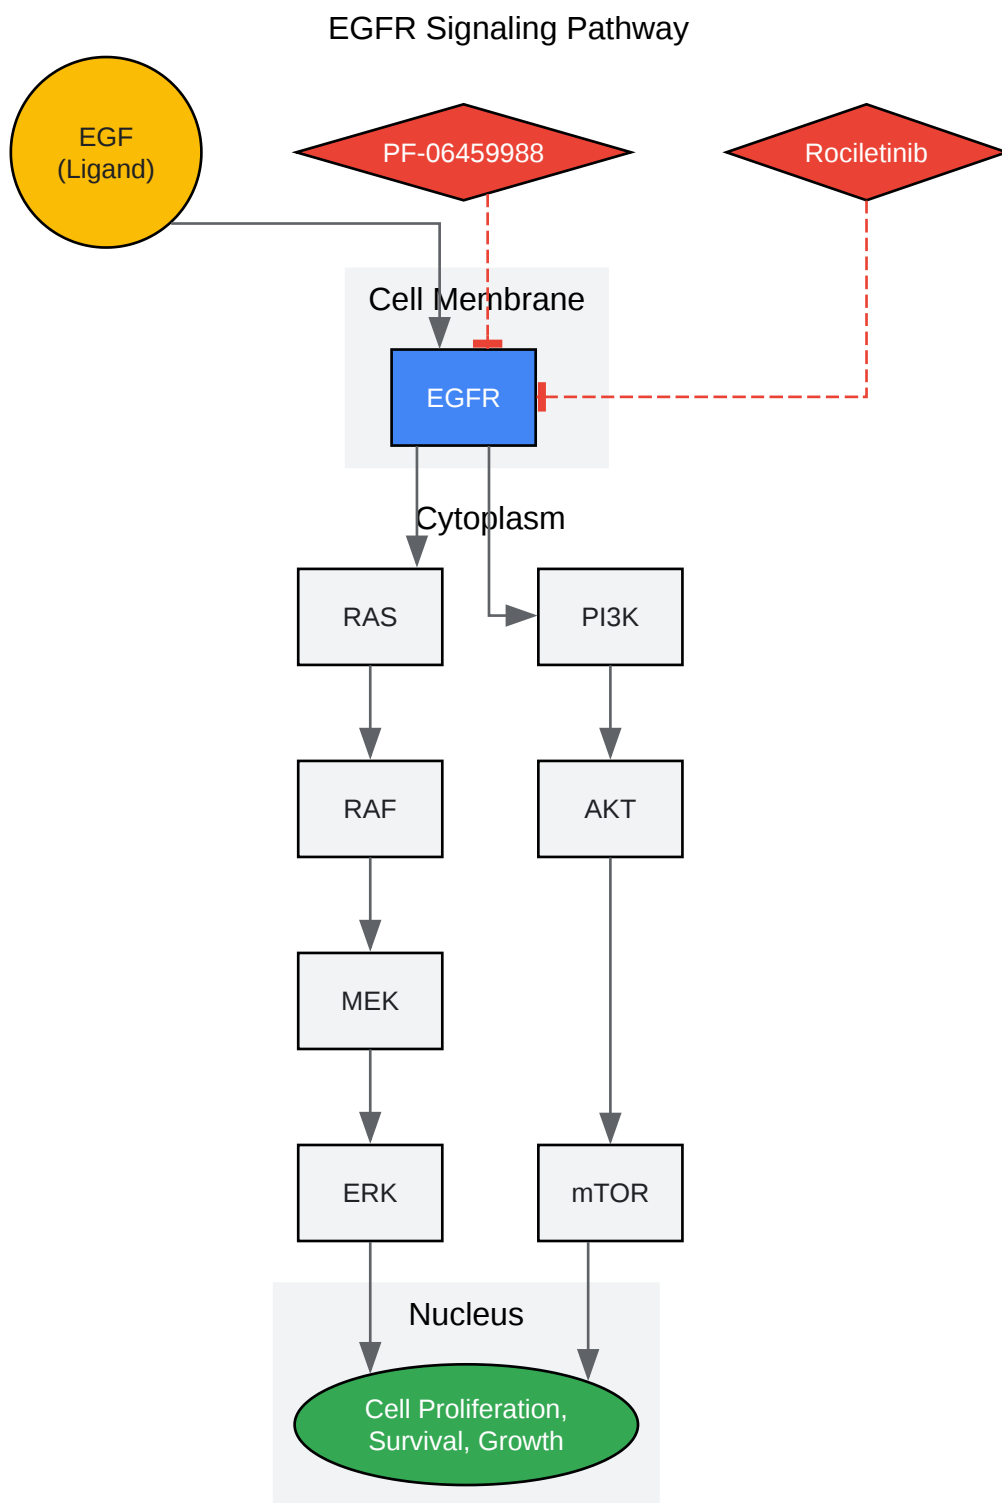 EGFR Signaling Pathway
EGF
(Ligand)
PF-06459988
Rociletinib
Cell Membrane
EGFR
Cytoplasm
RAS
PI3K
RAF
AKT
MEK
ERK
mTOR
Nucleus
Cell Proliferation,
Survival, Growth